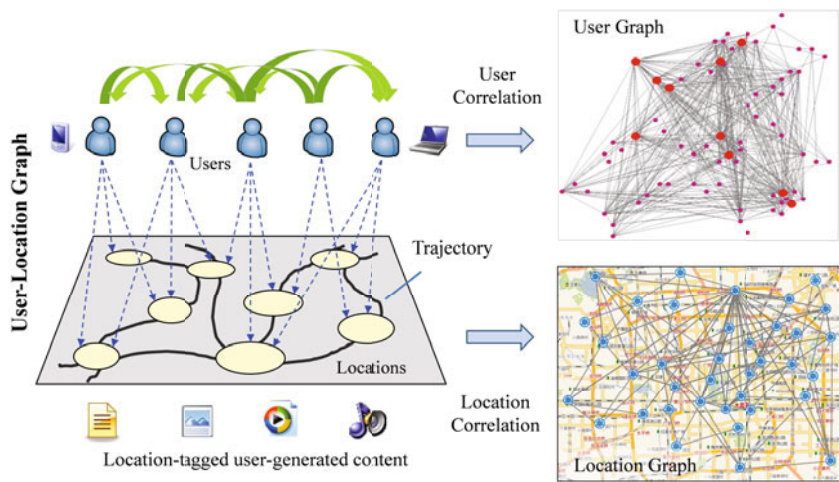 User-Location Graph
Users
Trajectory
Locations
Location-tagged user-generated content
User
Correlation
Location
Correlation
User Graph
Location Graph